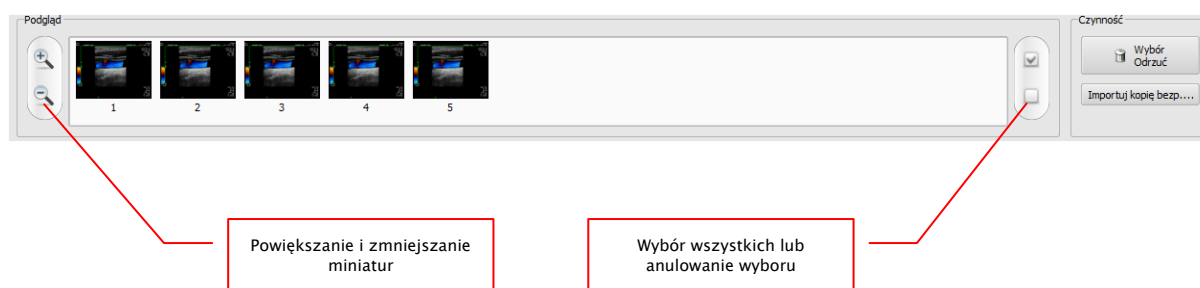 Podgląd
Czynność
Wybór
Odrzuć
Importuj kopię bezp....
1 2 3 4 5
Powiększanie i zmniejszanie
miniatur
Wybór wszystkich lub
anulowanie wyboru